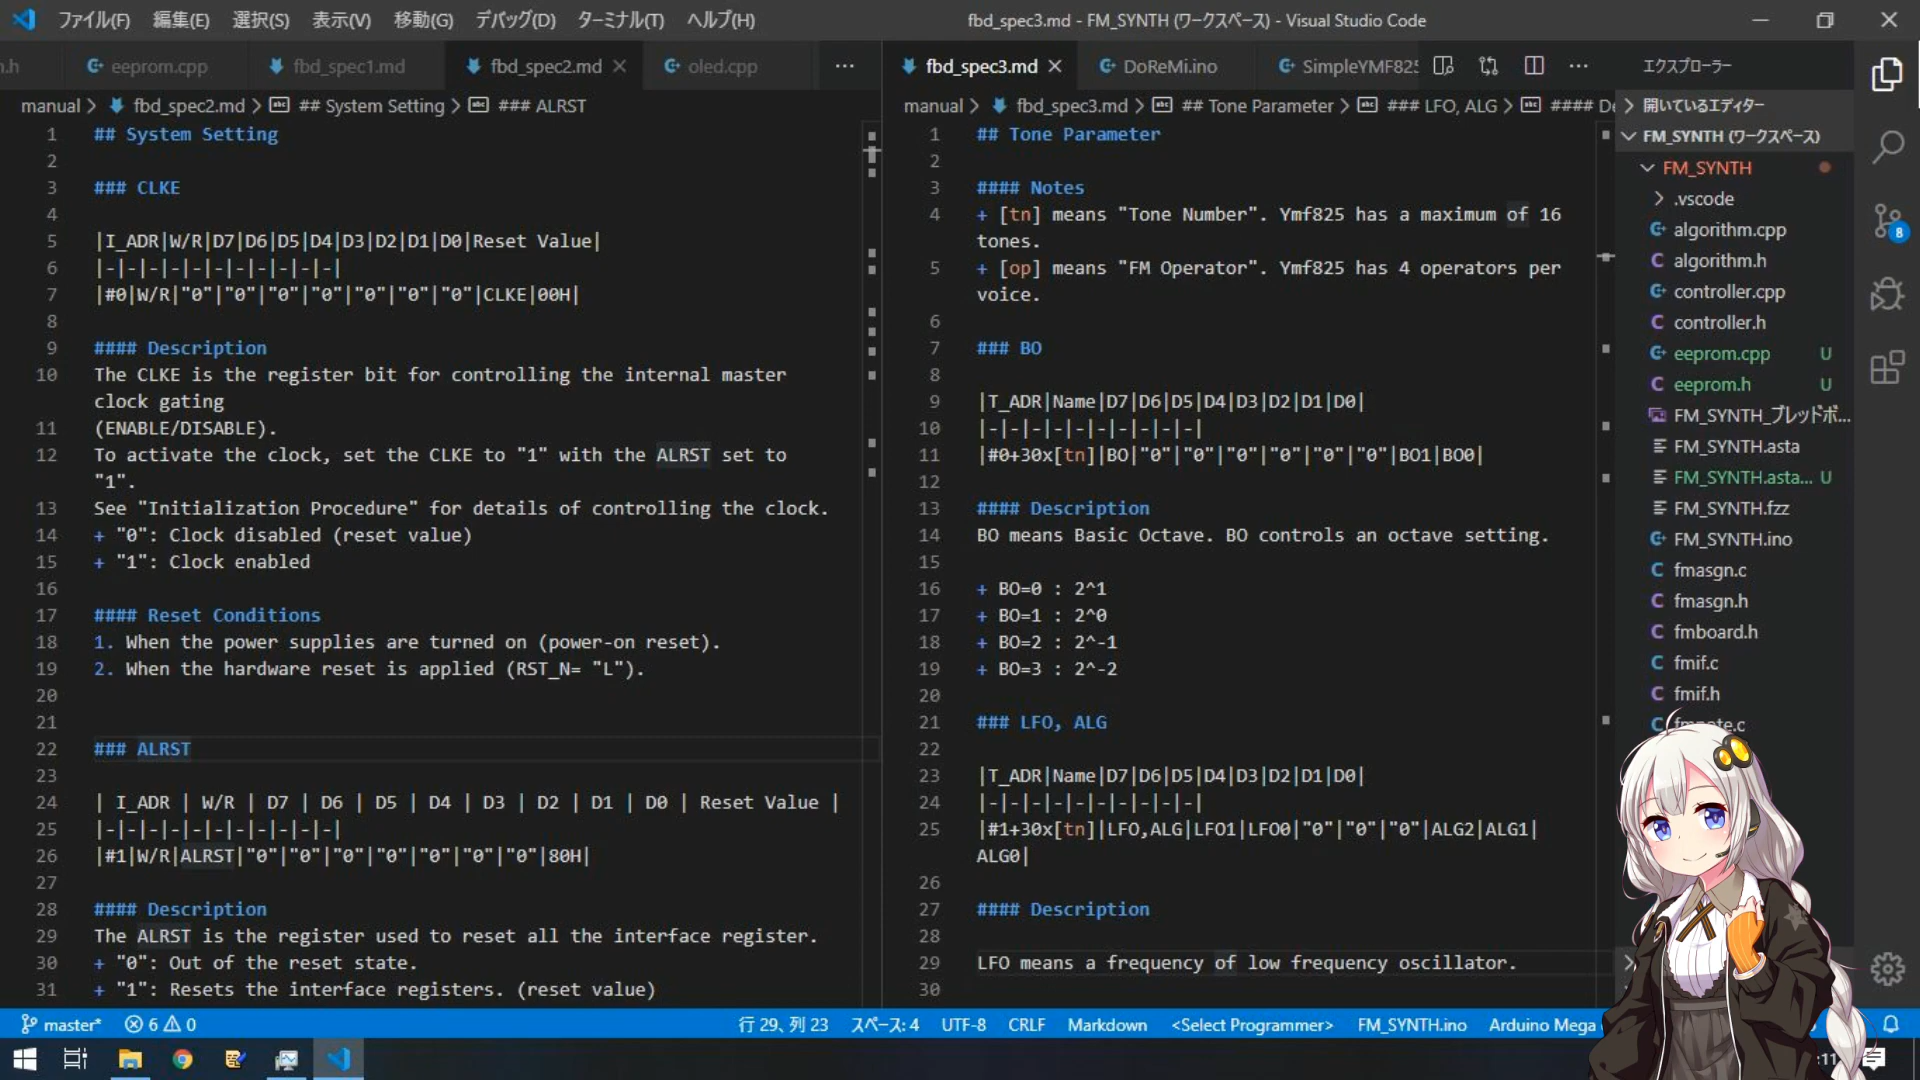 ファイル(F) 編集(E) 選択(S) 表示(V) 移動(G) デバッグ(D) ターミナル(T) ヘルプ(H) fbd_spec3.md - FM_SYNTH (ワークスペース) - Visual Studio Code
.h eeprom.cpp fbd_spec1.md fbd_spec2.md oled.cpp ...
manual > fbd_spec2.md > ## System Setting > ### ALRST
1 ## System Setting
2
3 ### CLKE
4
5 |I_ADR|W/R|D7|D6|D5|D4|D3|D2|D1|D0|Reset Value|
6 |-|-|-|-|-|-|-|-|-|-|-|
7 |#0|W/R|"0"|"0"|"0"|"0"|"0"|"0"|"0"|CLKE|00H|
8
9 #### Description
10 The CLKE is the register bit for controlling the internal master
clock gating
11 (ENABLE/DISABLE).
12 To activate the clock, set the CLKE to "1" with the ALRST set to
"1".
13 See "Initialization Procedure" for details of controlling the clock.
14 + "0": Clock disabled (reset value)
15 + "1": Clock enabled
16
17 #### Reset Conditions
18 1. When the power supplies are turned on (power-on reset).
19 2. When the hardware reset is applied (RST_N= "L").
20
21
22 ### ALRST
23
24 | I_ADR | W/R | D7 | D6 | D5 | D4 | D3 | D2 | D1 | D0 | Reset Value |
25 |-|-|-|-|-|-|-|-|-|-|-|
26 |#1|W/R|ALRST|"0"|"0"|"0"|"0"|"0"|"0"|"0"|80H|
27
28 #### Description
29 The ALRST is the register used to reset all the interface register.
30 + "0": Out of the reset state.
31 + "1": Resets the interface registers. (reset value)
fbd_spec3.md DoReMi.ino SimpleYMF825 ...
manual > fbd_spec3.md > ## Tone Parameter > ### LFO, ALG > #### De
1 ## Tone Parameter
2
3 #### Notes
4 + [tn] means "Tone Number". Ymf825 has a maximum of 16
tones.
5 + [op] means "FM Operator". Ymf825 has 4 operators per
voice.
6
7 ### BO
8
9 |T_ADR|Name|D7|D6|D5|D4|D3|D2|D1|D0|
10 |-|-|-|-|-|-|-|-|-|-|
11 |#0+30x[tn]|BO|"0"|"0"|"0"|"0"|"0"|"0"|BO1|BO0|
12
13 #### Description
14 BO means Basic Octave. BO controls an octave setting.
15
16 + BO=0 : 2^1
17 + BO=1 : 2^0
18 + BO=2 : 2^-1
19 + BO=3 : 2^-2
20
21 ### LFO, ALG
22
23 |T_ADR|Name|D7|D6|D5|D4|D3|D2|D1|D0|
24 |-|-|-|-|-|-|-|-|-|-|
25 |#1+30x[tn]|LFO,ALG|LFO1|LFO0|"0"|"0"|"0"|ALG2|ALG1|
ALG0|
26
27 #### Description
28
29 LFO means a frequency of low frequency oscillator.
30
エクスプローラー
開いているエディター
FM_SYNTH (ワークスペース)
FM_SYNTH
.vscode
algorithm.cpp
algorithm.h
controller.cpp
controller.h
eeprom.cpp U
eeprom.h U
FM_SYNTH_ブレッドボ...
FM_SYNTH.asta
FM_SYNTH.asta... U
FM_SYNTH.fzz
FM_SYNTH.ino
fmasgn.c
fmasgn.h
fmboard.h
fmif.c
fmif.h
8
master* 6 0 行 29、列 23 スペース: 4 UTF-8 CRLF Markdown <Select Programmer> FM_SYNTH.ino Arduino Mega
:11